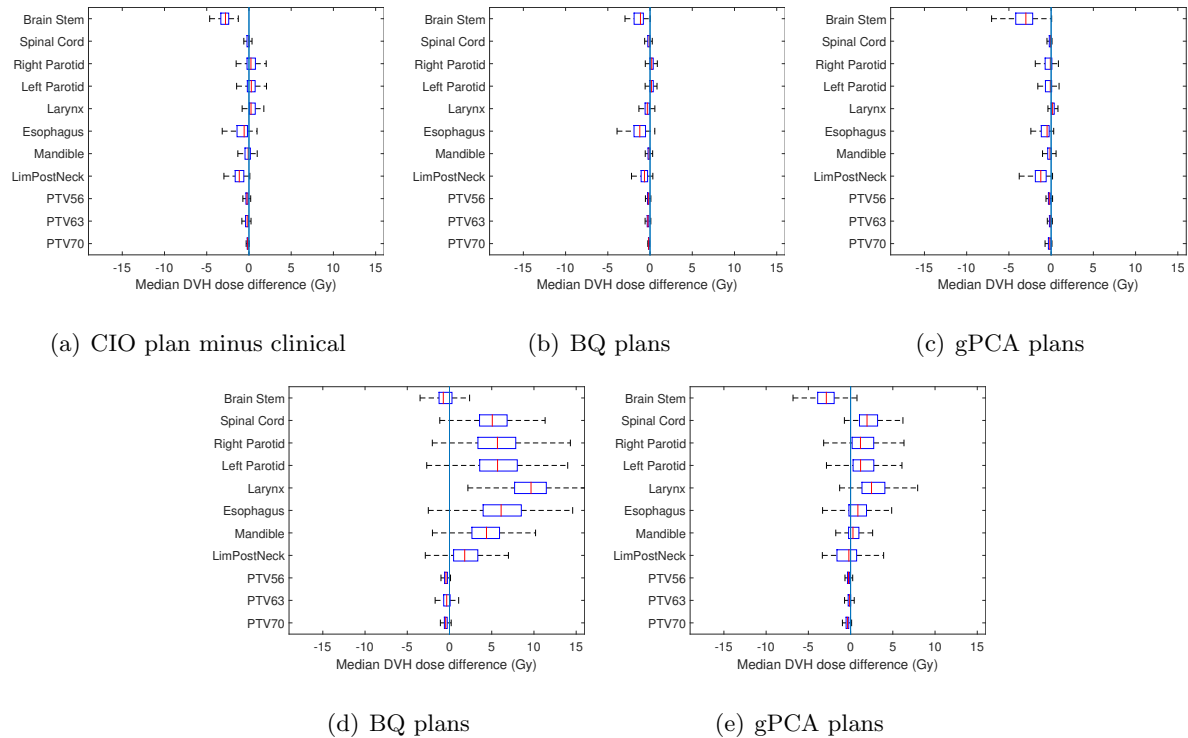 Brain Stem
Spinal Cord
Right Parotid
Left Parotid
Larynx
Esophagus
Mandible
LimPostNeck
PTV56
PTV63
PTV70
-15 -10 -5 0 5 10 15
Median DVH dose difference (Gy)
(a) CIO plan minus clinical
Brain Stem
Spinal Cord
Right Parotid
Left Parotid
Larynx
Esophagus
Mandible
LimPostNeck
PTV56
PTV63
PTV70
-15 -10 -5 0 5 10 15
Median DVH dose difference (Gy)
(b) BQ plans
Brain Stem
Spinal Cord
Right Parotid
Left Parotid
Larynx
Esophagus
Mandible
LimPostNeck
PTV56
PTV63
PTV70
-15 -10 -5 0 5 10 15
Median DVH dose difference (Gy)
(c) gPCA plans
Brain Stem
Spinal Cord
Right Parotid
Left Parotid
Larynx
Esophagus
Mandible
LimPostNeck
PTV56
PTV63
PTV70
-15 -10 -5 0 5 10 15
Median DVH dose difference (Gy)
(d) BQ plans
Brain Stem
Spinal Cord
Right Parotid
Left Parotid
Larynx
Esophagus
Mandible
LimPostNeck
PTV56
PTV63
PTV70
-15 -10 -5 0 5 10 15
Median DVH dose difference (Gy)
(e) gPCA plans